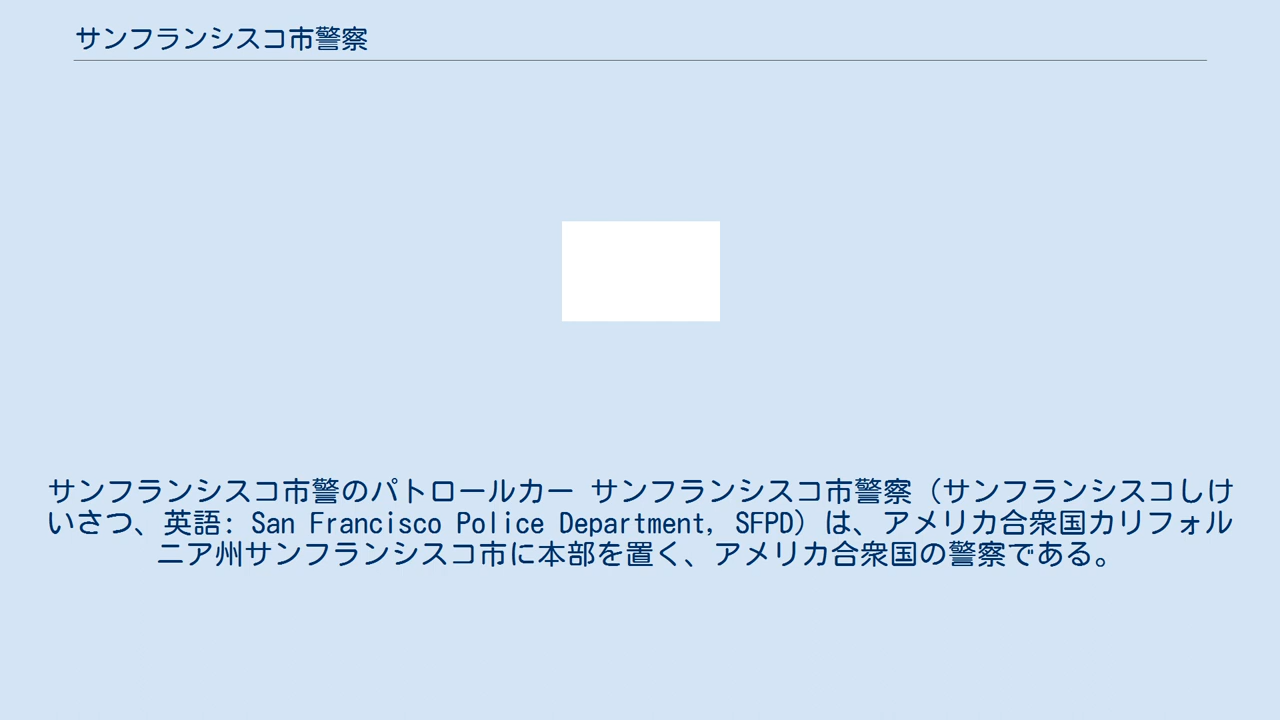 サンフランシスコ市警察
サンフランシスコ市警のパトロールカー サンフランシスコ市警察（サンフランシスコしけ
いさつ、英語: San Francisco Police Department, SFPD）は、アメリカ合衆国カリフォル
ニア州サンフランシスコ市に本部を置く、アメリカ合衆国の警察である。